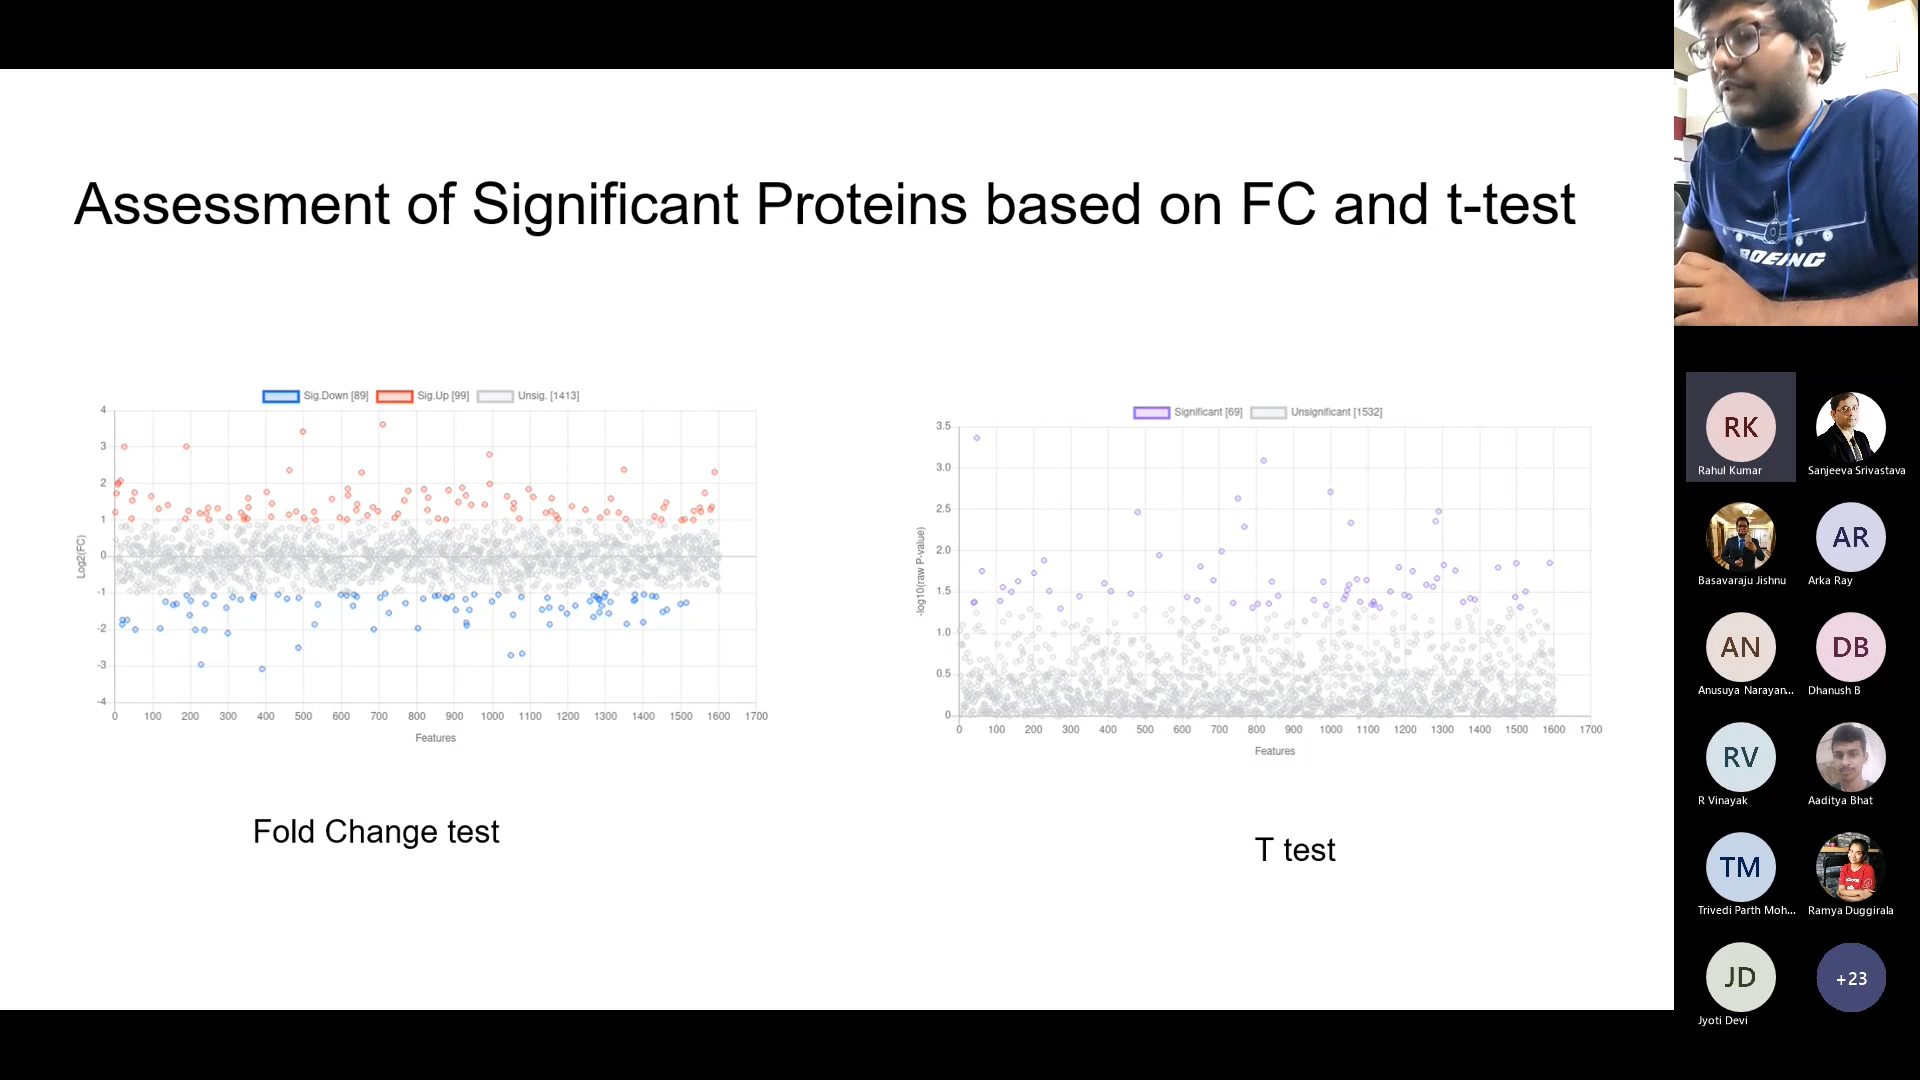 Assessment of Significant Proteins based on FC and t-test
Sig.Down [89] Sig.Up [99] Unsig. [1413]
4
3
2
1
0
-1
-2
-3
-4
Log2(FC)
0 100 200 300 400 500 600 700 800 900 1000 1100 1200 1300 1400 1500 1600 1700
Features
Fold Change test
Significant [69] Unsignificant [1532]
3.5
3.0
2.5
2.0
1.5
1.0
0.5
0
-log10(raw P-value)
0 100 200 300 400 500 600 700 800 900 1000 1100 1200 1300 1400 1500 1600 1700
Features
T test
BOEING
RK
Rahul Kumar
Sanjeeva Srivastava
Basavaraju Jishnu
AR
Arka Ray
AN
Anusuya Narayan...
DB
Dhanush B
RV
R Vinayak
Aaditya Bhat
TM
Trivedi Parth Moh...
Ramya Duggirala
JD
Jyoti Devi
+23